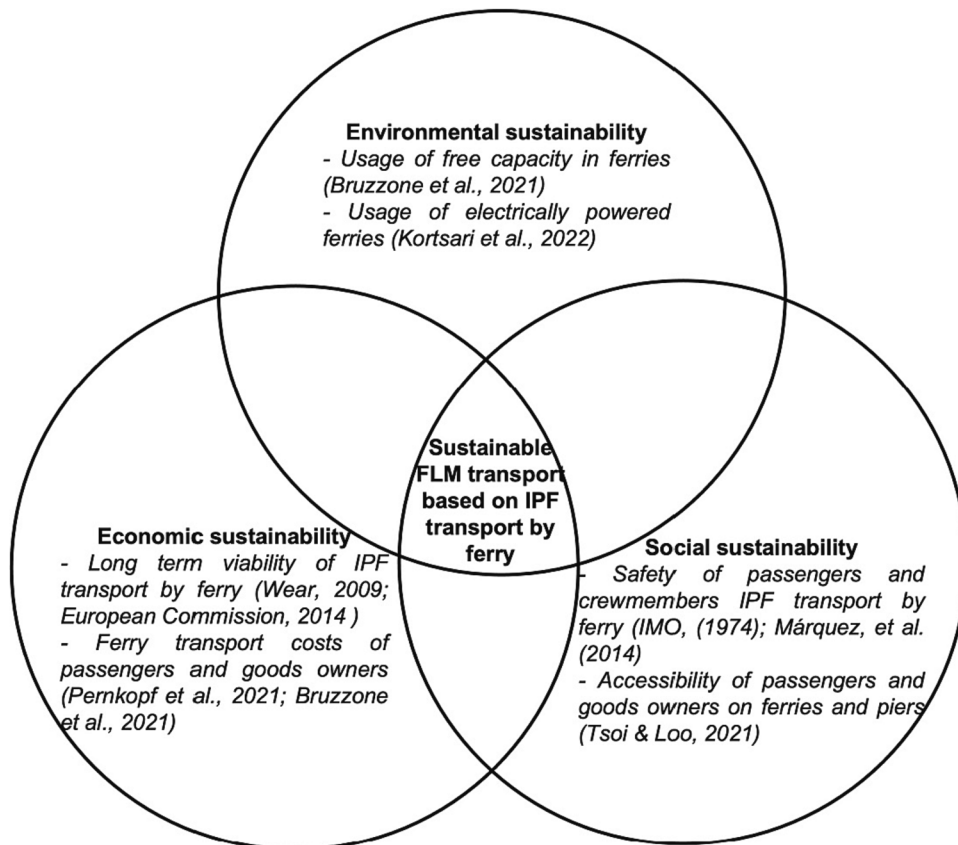 Environmental sustainability
- Usage of free capacity in ferries
(Bruzzone et al., 2021)
- Usage of electrically powered
ferries (Kortsari et al., 2022)
Sustainable
FLM transport
based on IPF
transport by
ferry
Economic sustainability
- Long term viability of IPF
transport by ferry (Wear, 2009;
European Commission, 2014 )
- Ferry transport costs of
passengers and goods owners
(Pernkopf et al., 2021; Bruzzone
et al., 2021)
Social sustainability
- Safety of passengers and
crewmembers IPF transport by
ferry (IMO, (1974); Márquez, et al.
(2014)
- Accessibility of passengers and
goods owners on ferries and piers
(Tsoi & Loo, 2021)